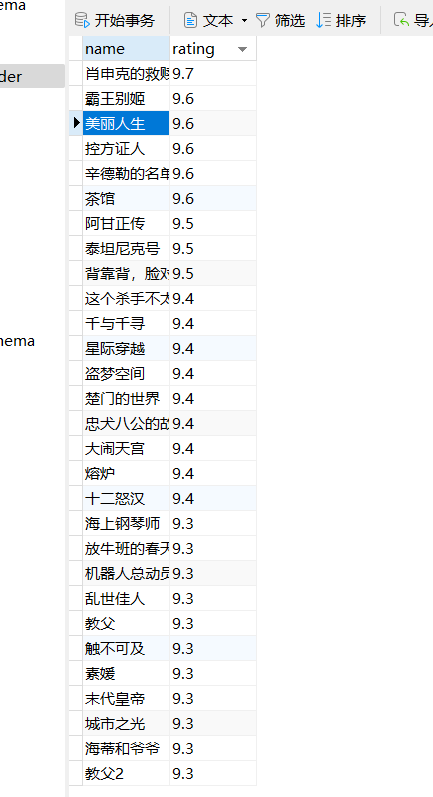 ema
开始事务 文本 筛选 排序 导入
name rating
der
肖申克的救赎 9.7
霸王别姬 9.6
美丽人生 9.6
控方证人 9.6
辛德勒的名单 9.6
茶馆 9.6
阿甘正传 9.5
泰坦尼克号 9.5
背靠背，脸对 9.5
这个杀手不太 9.4
千与千寻 9.4
星际穿越 9.4
nema
盗梦空间 9.4
楚门的世界 9.4
忠犬八公的故 9.4
大闹天宫 9.4
熔炉 9.4
十二怒汉 9.4
海上钢琴师 9.3
放牛班的春天 9.3
机器人总动员 9.3
乱世佳人 9.3
教父 9.3
触不可及 9.3
素媛 9.3
末代皇帝 9.3
城市之光 9.3
海蒂和爷爷 9.3
教父2 9.3